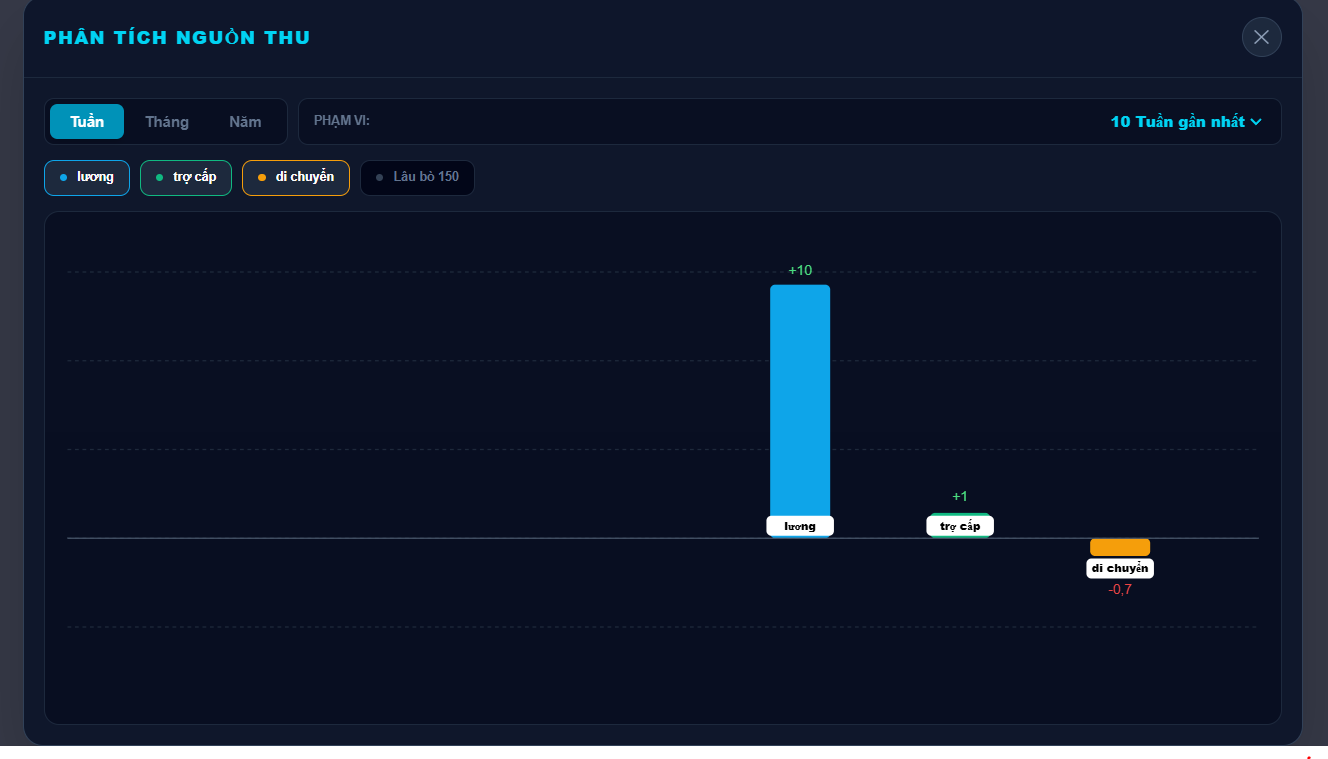 PHÂN TÍCH NGUỒN THU
Tuần Tháng Năm
PHẠM VI:
10 Tuần gần nhất
lương
trợ cấp
di chuyển
Lâu bò 150
+10
+1
lương
trợ cấp
di chuyển
-0,7